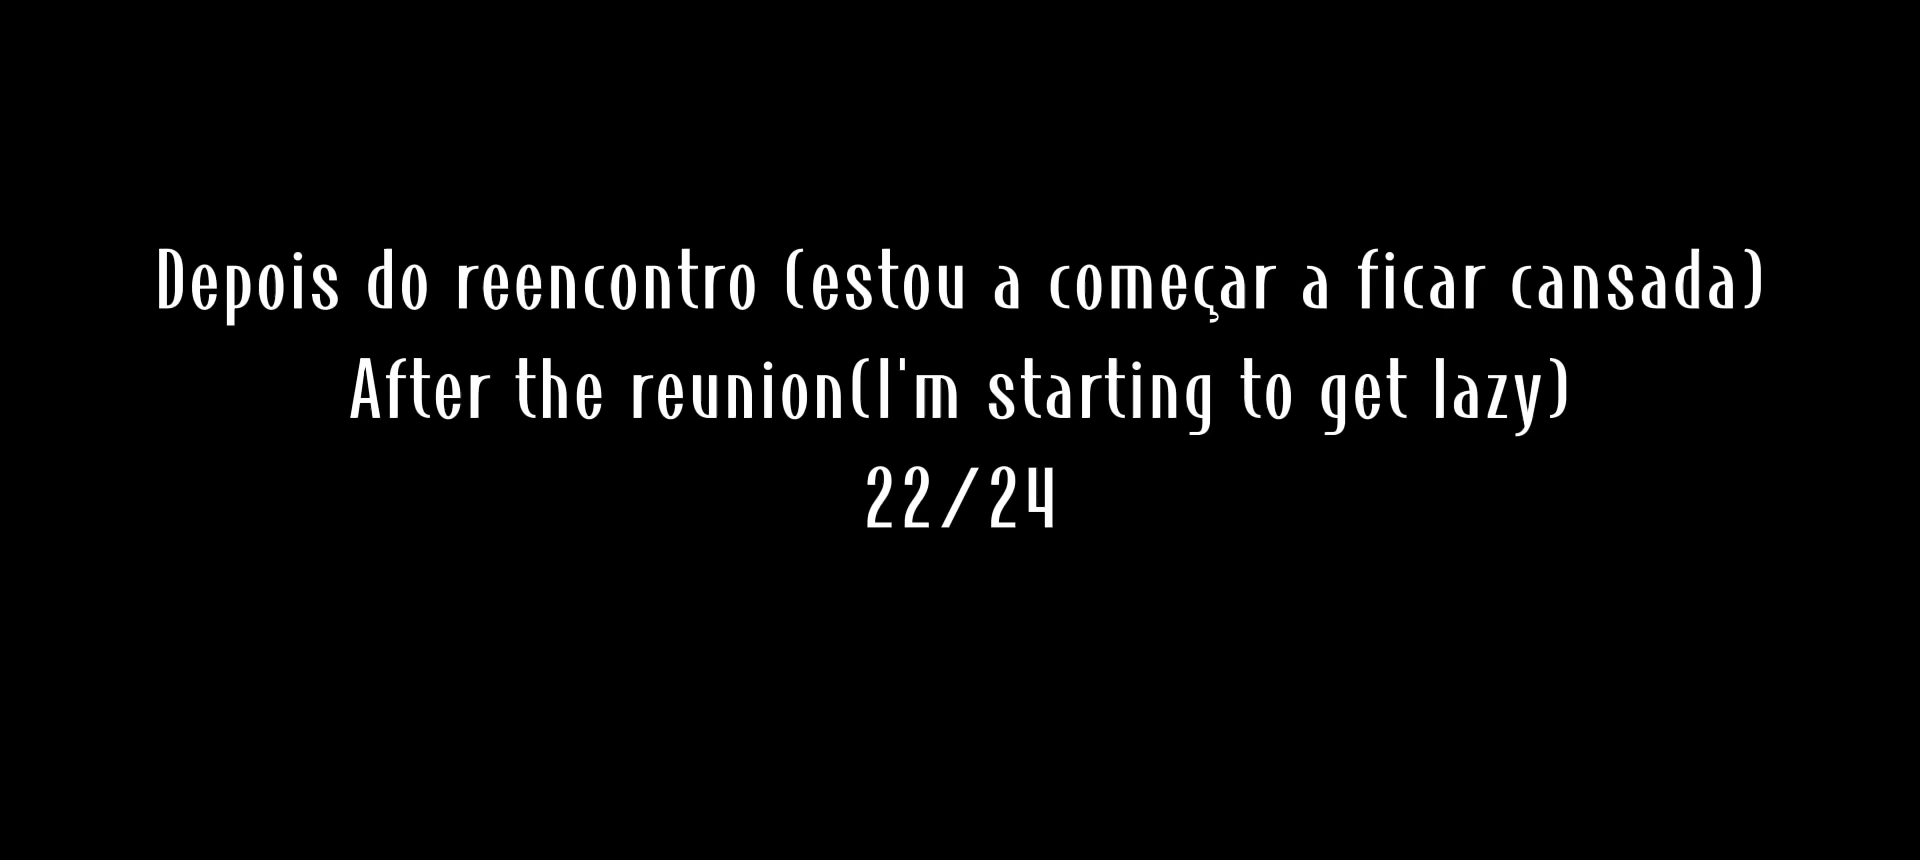 Depois do reencontro (estou a começar a ficar cansada)
After the reunion(I'm starting to get lazy)
22/24